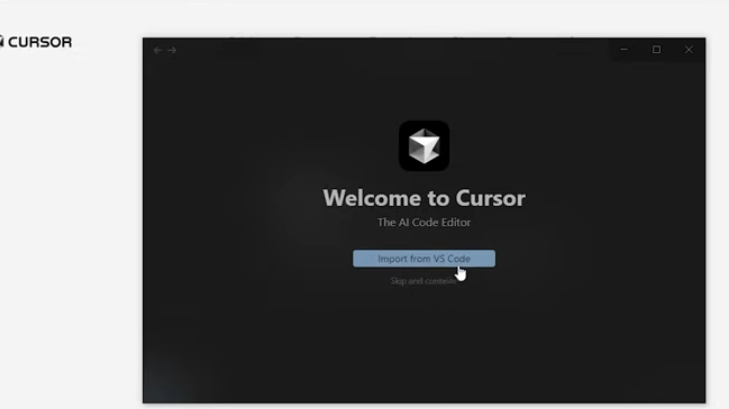 CURSOR
Welcome to Cursor
The AI Code Editor
Import from VS Code
Skip and continue